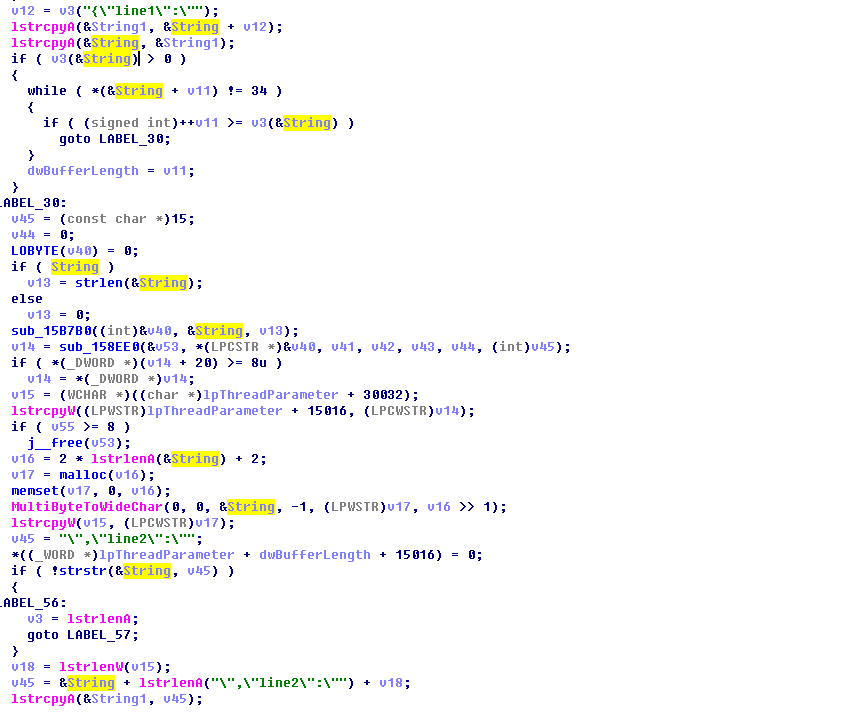 v12 = v3("{\"line1\":\"");
lstrcpyA(&String1, &String + v12);
lstrcpyA(&String, &String1);
if ( v3(&String) > 0 )
{
while ( *(&String + v11) != 34 )
{
if ( (signed int)++v11 >= v3(&String) )
goto LABEL_30;
}
dwBufferLength = v11;
}
LABEL_30:
v45 = (const char *)15;
v44 = 0;
LOBYTE(v40) = 0;
if ( String )
v13 = strlen(&String);
else
v13 = 0;
sub_15B7B0((int)&v40, &String, v13);
v14 = sub_158EE0(&v53, *(LPCSTR *)&v40, v41, v42, v43, v44, (int)v45);
if ( *(_DWORD *)(v14 + 20) >= 8u )
v14 = *(_DWORD *)v14;
v15 = (WCHAR *)((char *)lpThreadParameter + 30032);
lstrcpyW((LPWSTR)lpThreadParameter + 15016, (LPCWSTR)v14);
if ( v55 >= 8 )
j__free(v53);
v16 = 2 * lstrlenA(&String) + 2;
v17 = malloc(v16);
memset(v17, 0, v16);
MultiByteToWideChar(0, 0, &String, -1, (LPWSTR)v17, v16 >> 1);
lstrcpyW(v15, (LPCWSTR)v17);
v45 = "\",\"line2\":\"";
*((_WORD *)lpThreadParameter + dwBufferLength + 15016) = 0;
if ( !strstr(&String, v45) )
{
LABEL_56:
v3 = lstrlenA;
goto LABEL_57;
}
v18 = lstrlenW(v15);
v45 = &String + lstrlenA("\",\"line2\":\"") + v18;
lstrcpyA(&String1, v45);